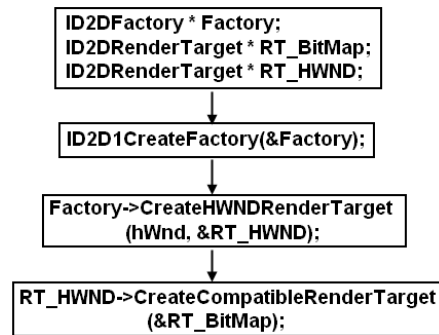 ID2DFactory * Factory;
ID2DRenderTarget * RT_BitMap;
ID2DRenderTarget * RT_HWND;
ID2D1CreateFactory(&Factory);
Factory->CreateHWNDRenderTarget
(hWnd, &RT_HWND);
RT_HWND->CreateCompatibleRenderTarget
(&RT_BitMap);